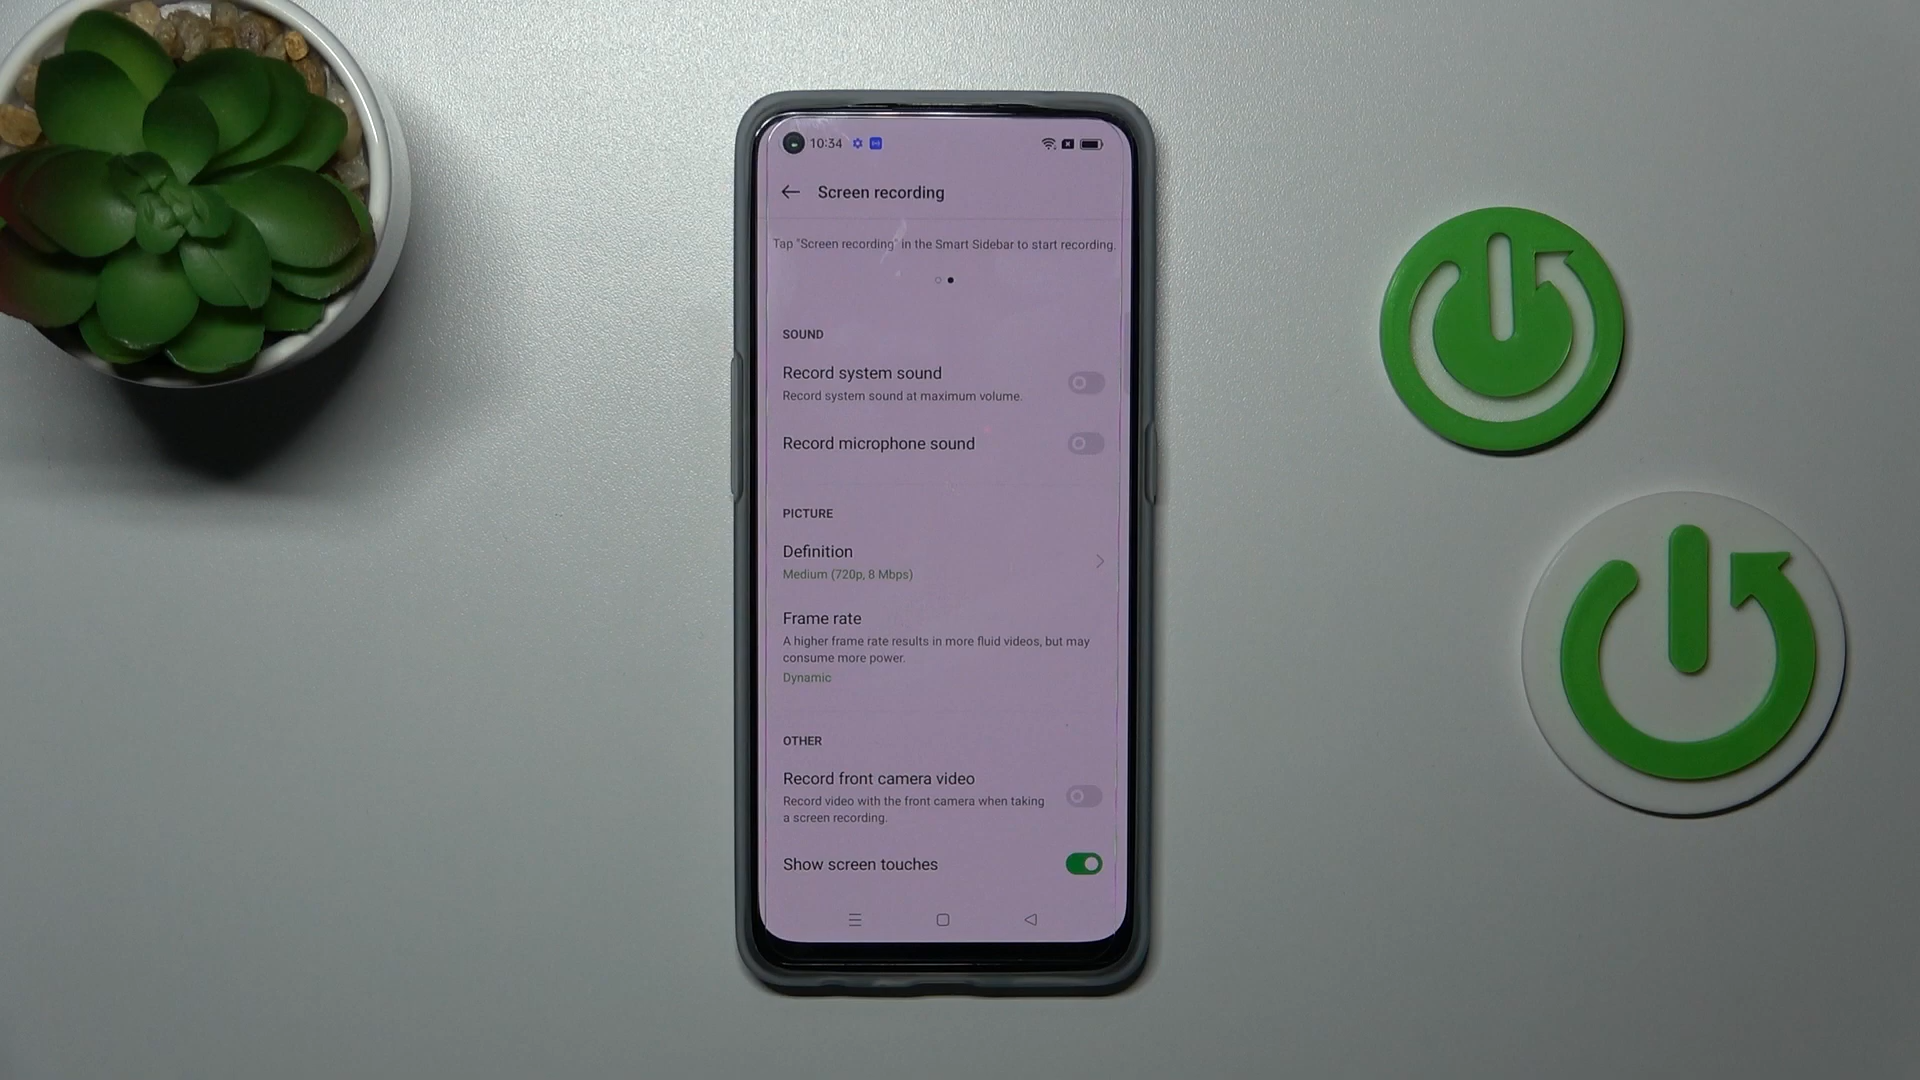 10:34
Screen recording
Tap "Screen recording" in the Smart Sidebar to start recording.
SOUND
Record system sound
Record system sound at maximum volume.
Record microphone sound
PICTURE
Definition
Medium (720p, 8 Mbps)
Frame rate
A higher frame rate results in more fluid videos, but may
consume more power.
Dynamic
OTHER
Record front camera video
Record video with the front camera when taking
a screen recording.
Show screen touches